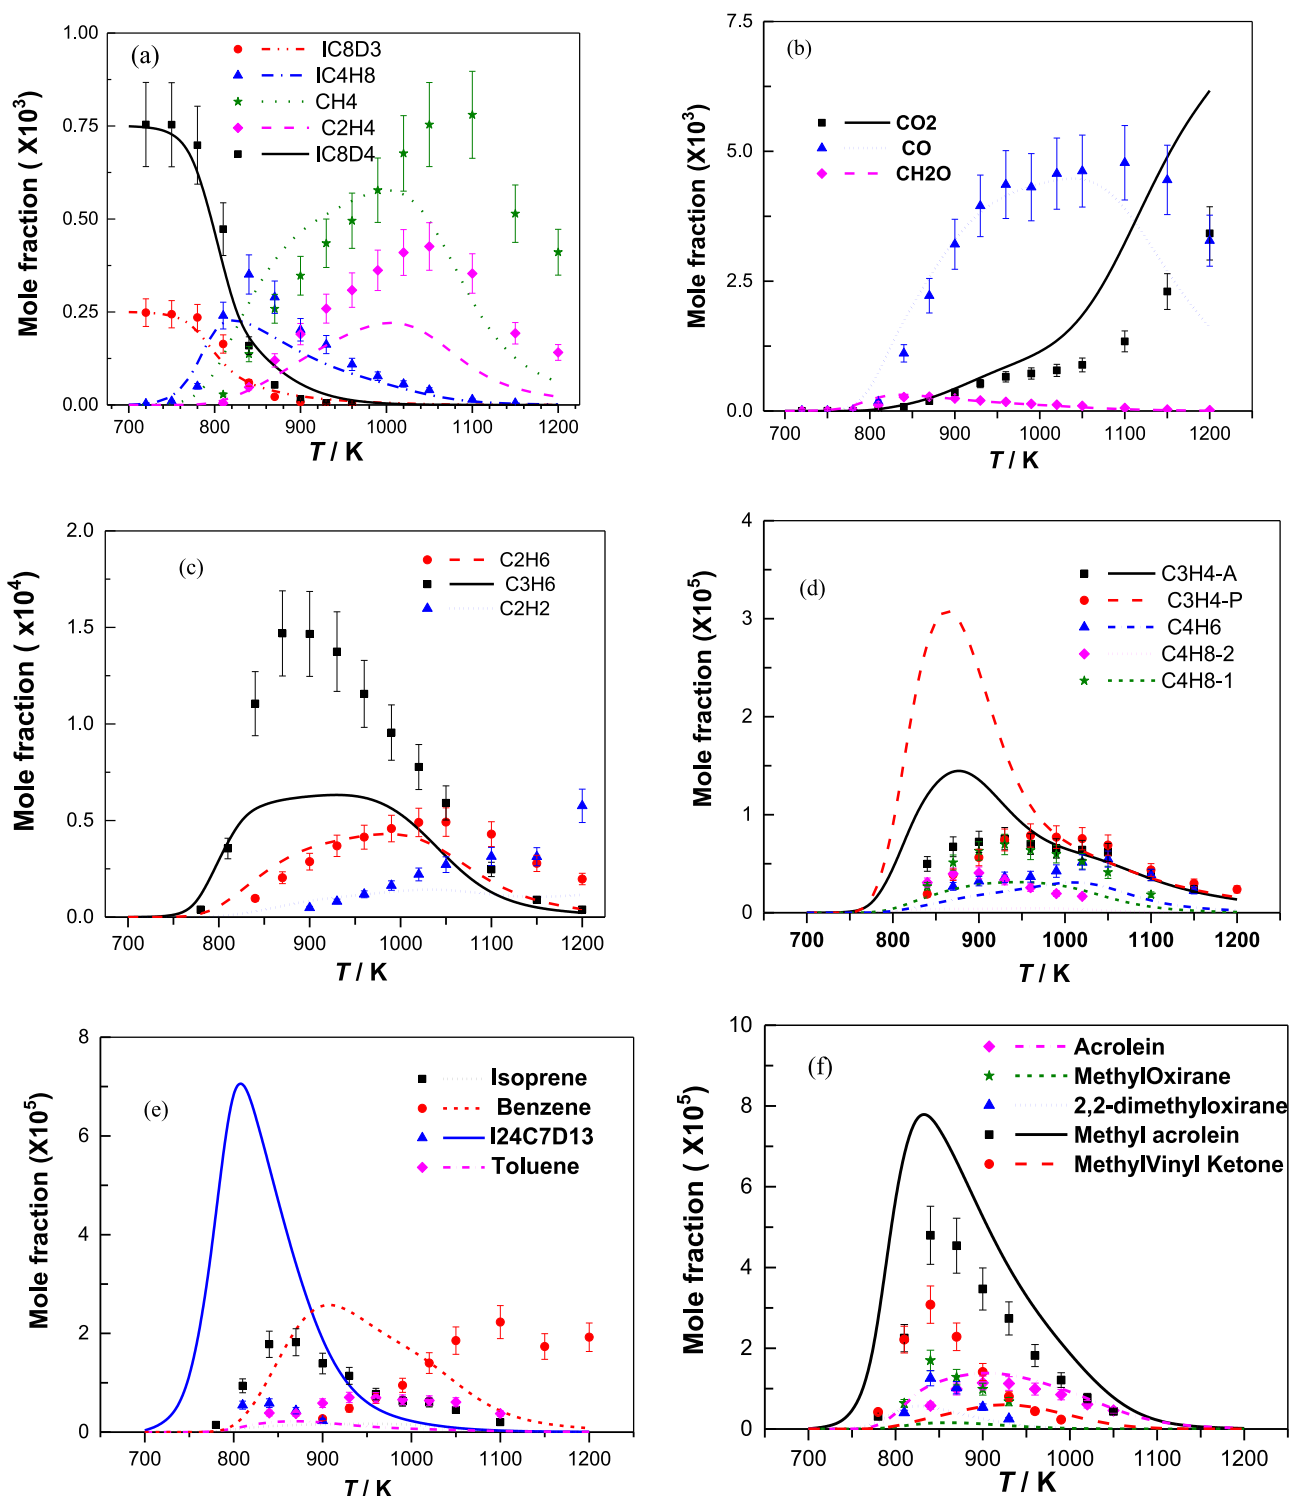 (a)
IC8D3
IC4H8
CH4
C2H4
IC8D4
1.00
0.75
0.50
0.25
0.00
Mole fraction ( X10³)
700 800 900 1000 1100 1200
T / K
(b)
CO2
CO
CH2O
7.5
5.0
2.5
0.0
Mole fraction (X10³)
700 800 900 1000 1100 1200
T / K
(c)
C2H6
C3H6
C2H2
2.0
1.5
1.0
0.5
0.0
Mole fraction ( x10⁴)
700 800 900 1000 1100 1200
T / K
(d)
C3H4-A
C3H4-P
C4H6
C4H8-2
C4H8-1
4
3
2
1
0
Mole fraction (X10⁵)
700 800 900 1000 1100 1200
T / K
(e)
Isoprene
Benzene
I24C7D13
Toluene
8
6
4
2
0
Mole fraction (X10⁵)
700 800 900 1000 1100 1200
T / K
(f)
Acrolein
MethylOxirane
2,2-dimethyloxirane
Methyl acrolein
MethylVinyl Ketone
10
8
6
4
2
0
Mole fraction ( X10⁵)
700 800 900 1000 1100 1200
T / K